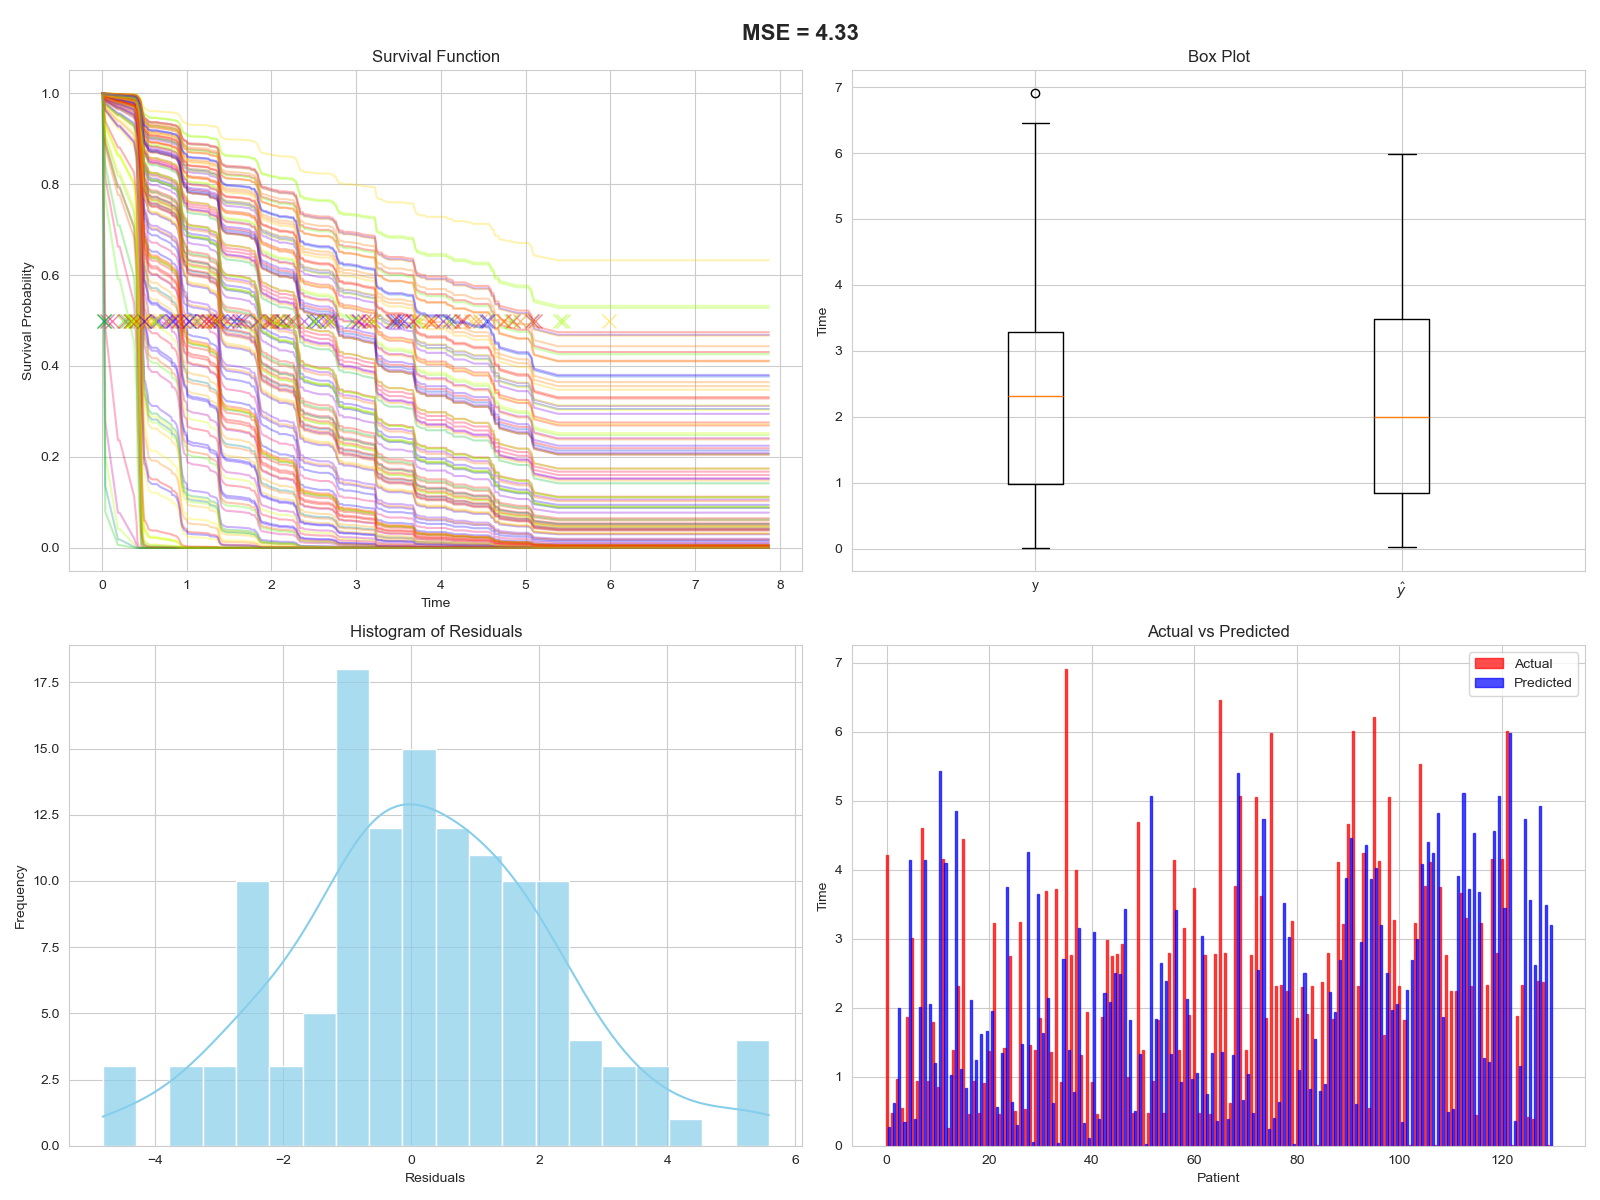 MSE = 4.33
Survival Function
Survival Probability
1.0
0.8
0.6
0.4
0.2
0.0
0 1 2 3 4 5 6 7 8
Time
Box Plot
Time
7
6
5
4
3
2
1
0
y ŷ
Histogram of Residuals
Frequency
17.5
15.0
12.5
10.0
7.5
5.0
2.5
0.0
−4 −2 0 2 4 6
Residuals
Actual vs Predicted
Actual
Predicted
Time
7
6
5
4
3
2
1
0
0 20 40 60 80 100 120
Patient